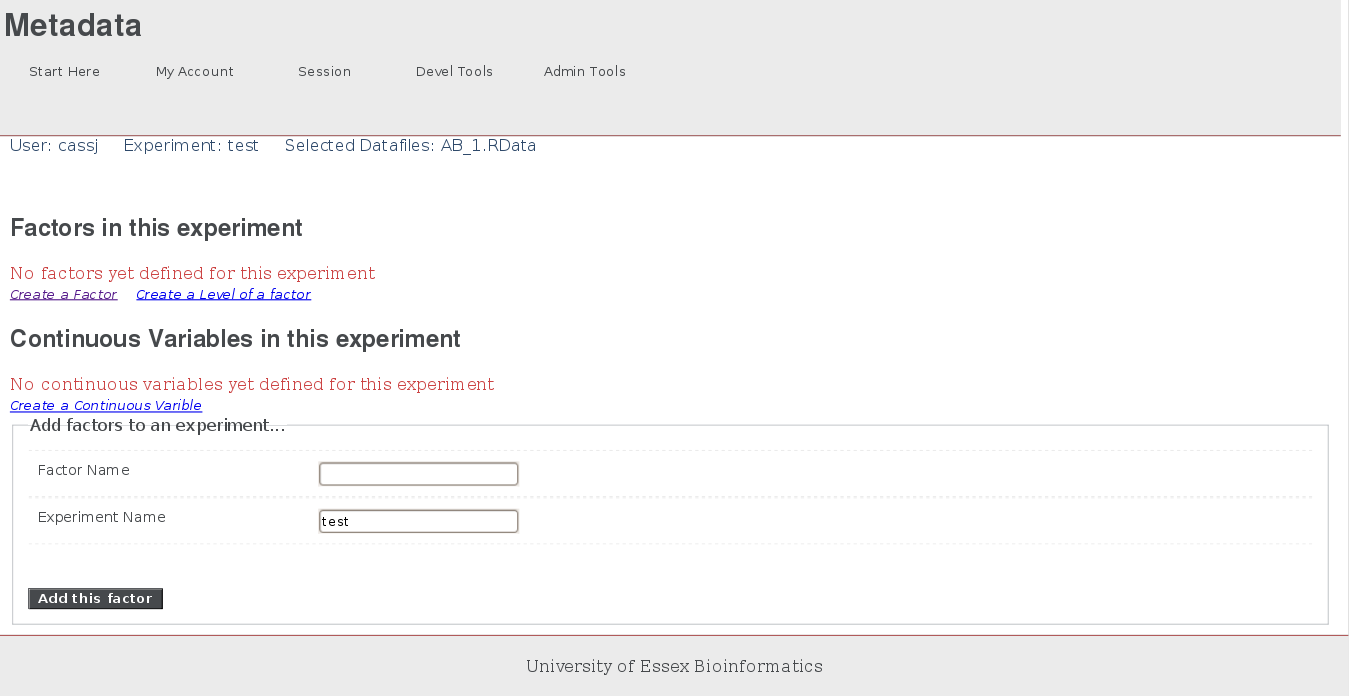 Metadata
Start Here My Account Session Devel Tools Admin Tools
User: cassj Experiment: test Selected Datafiles: AB_1.RData
Factors in this experiment
No factors yet defined for this experiment
Create a Factor Create a Level of a factor
Continuous Variables in this experiment
No continuous variables yet defined for this experiment
Create a Continuous Varible
Add factors to an experiment...
Factor Name
Experiment Name test
Add this factor
University of Essex Bioinformatics